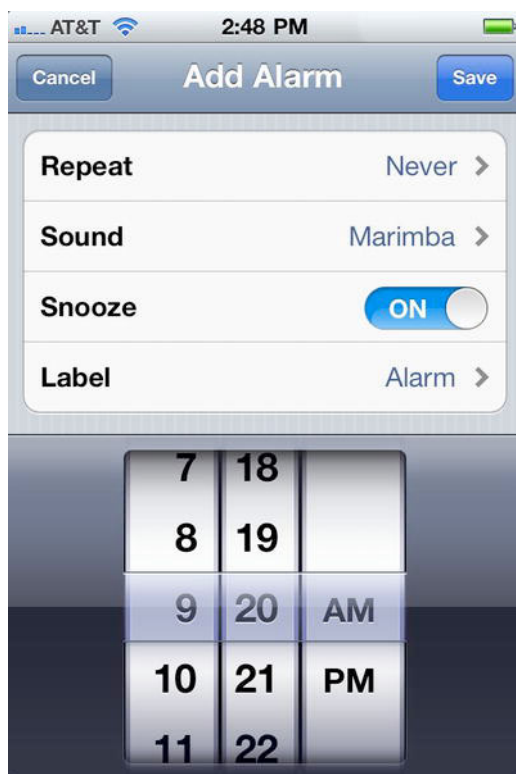 AT&T 2:48 PM
Cancel Add Alarm Save
Repeat Never
Sound Marimba
Snooze ON
Label Alarm
7 18
8 19
9 20 AM
10 21 PM
11 22